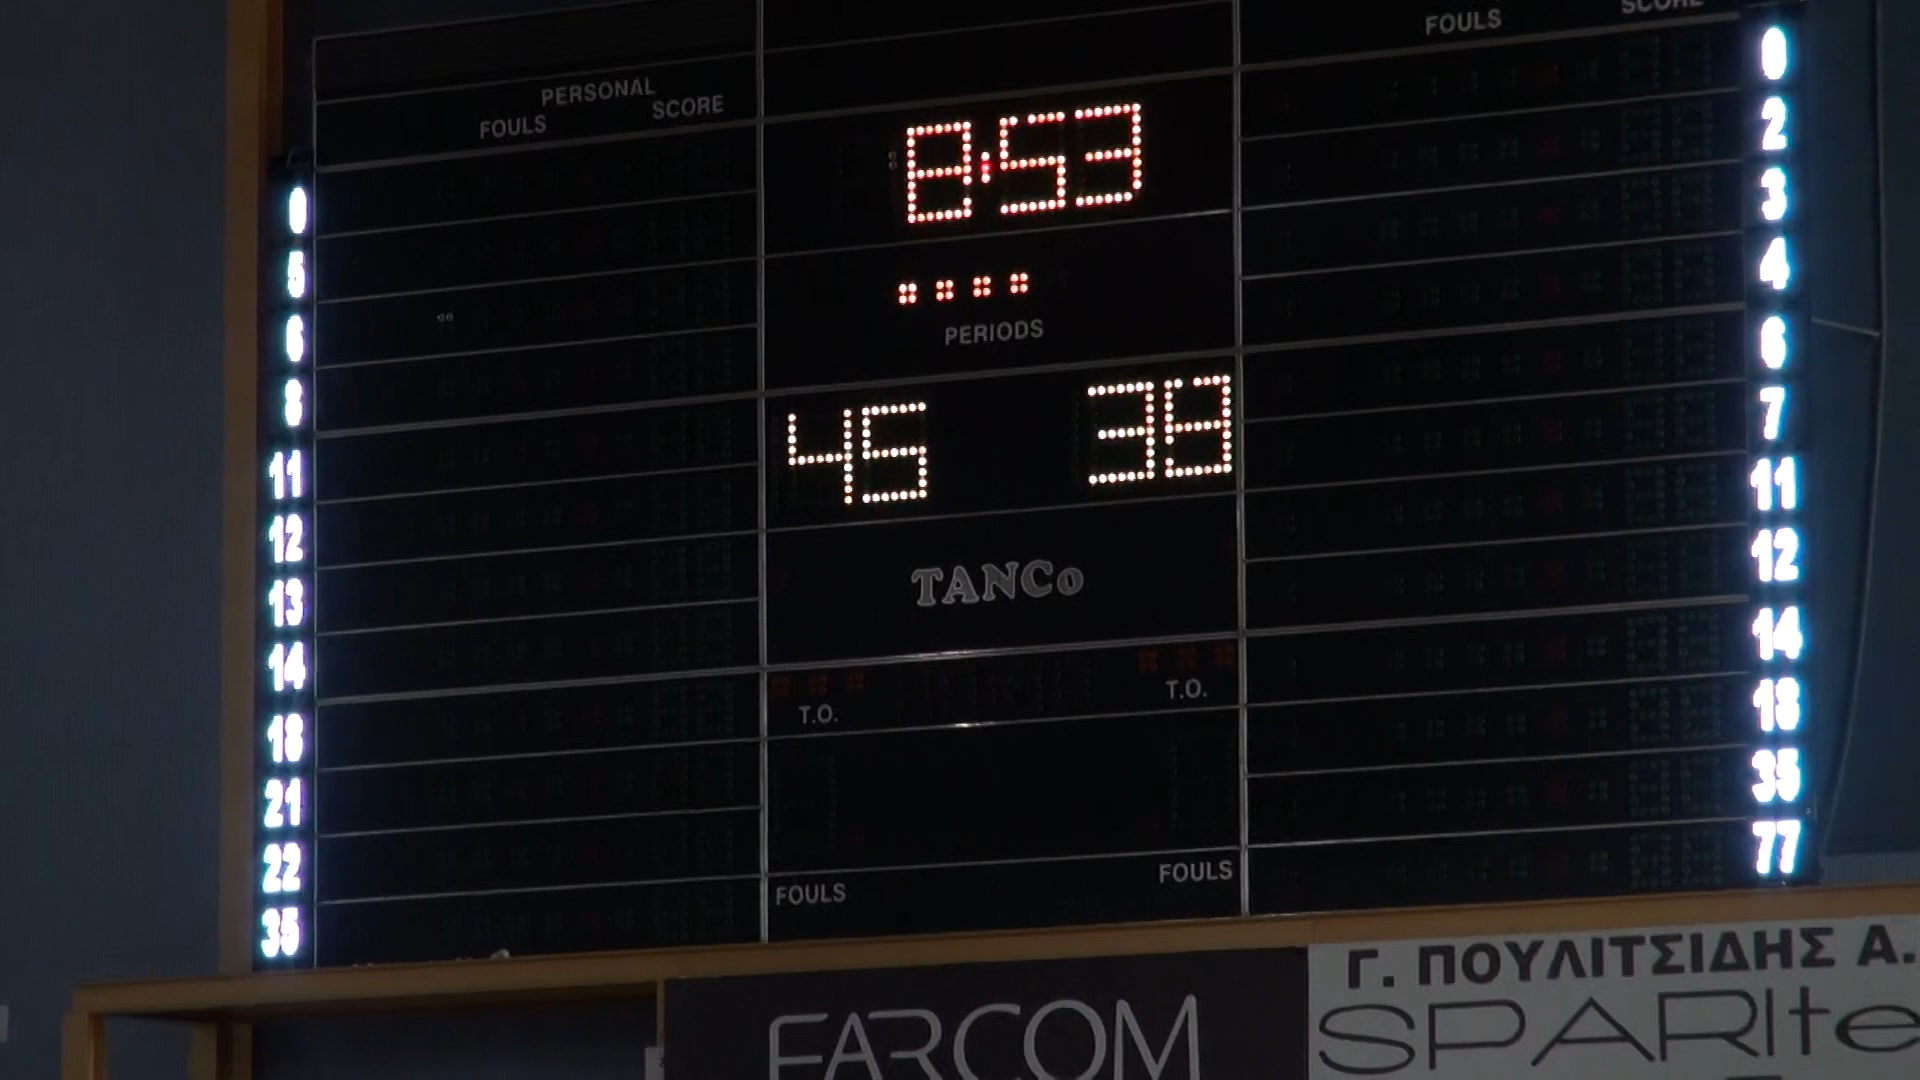 PERSONAL
FOULS SCORE
FOULS SCORE
8:53
PERIODS
45 39
TANCo
T.O. T.O.
FOULS FOULS
0
5
6
8
11
12
13
14
18
21
22
35
0
2
3
4
6
7
11
12
14
18
35
77
FARCOM
Γ. ΠΟΥΛΙΤΣΙΔΗΣ Α.
SPARITE